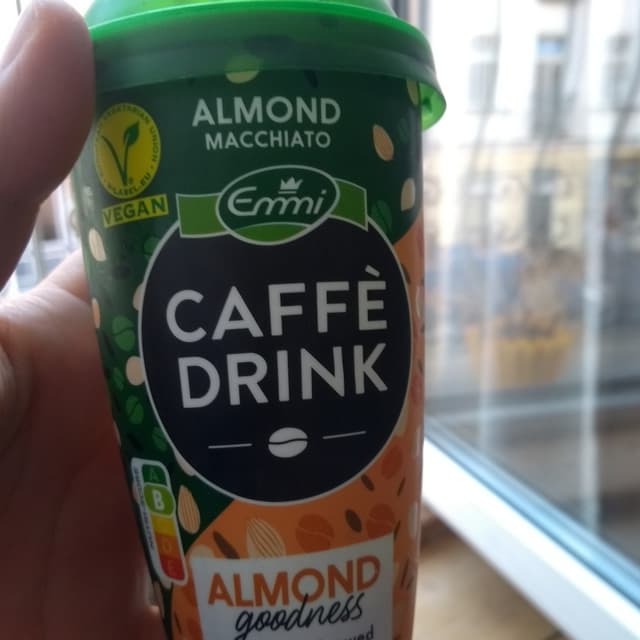 ALMOND
MACCHIATO
VEGAN
Emmi
CAFFÈ
DRINK
B
ALMOND
goodness